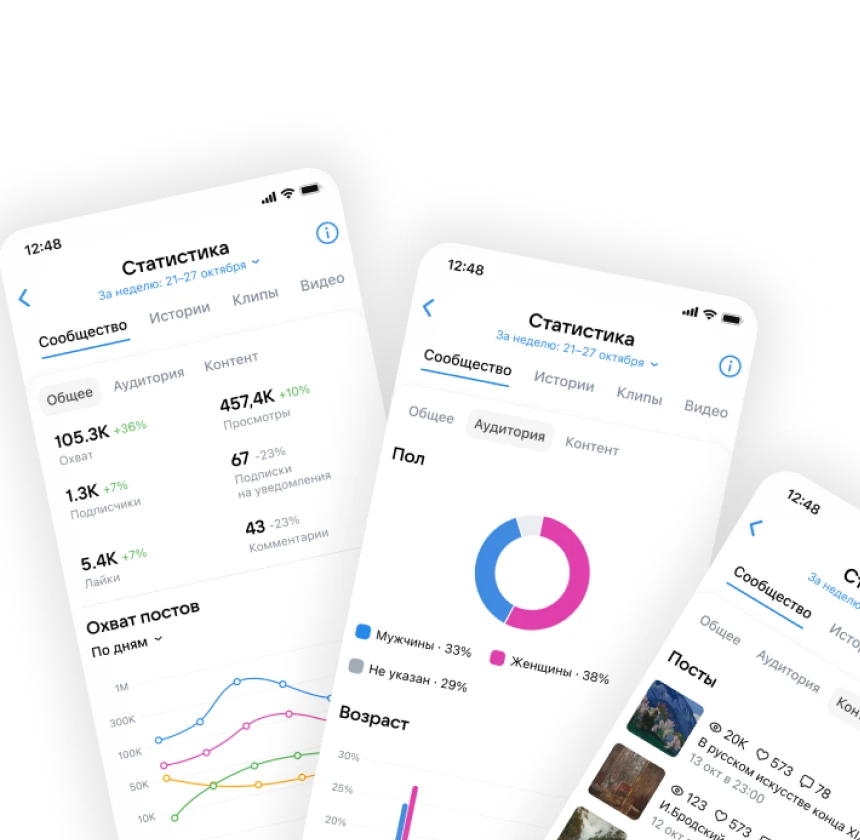 12:48
Статистика
За неделю: 21–27 октября
Сообщество Истории Клипы Видео
Общее Аудитория Контент
105.3K +36%
Охват
457,4K +10%
Просмотры
1.3K +7%
Подписчики
67 -23%
Подписки
на уведомления
5.4K +7%
Лайки
43 -23%
Комментарии
Охват постов
По дням
1M
300K
100K
50K
10K
12:48
Статистика
За неделю: 21–27 октября
Сообщество Истории Клипы Видео
Общее Аудитория Контент
Пол
Мужчины · 33% Женщины · 38%
Не указан · 29%
Возраст
30%
25%
20%
12:48
За
Сообщество
Общее Аудитория
Посты
20K 573 78
В русском искусстве конца
13 окт в 23:00
123 573
И.Бродский
12 окт